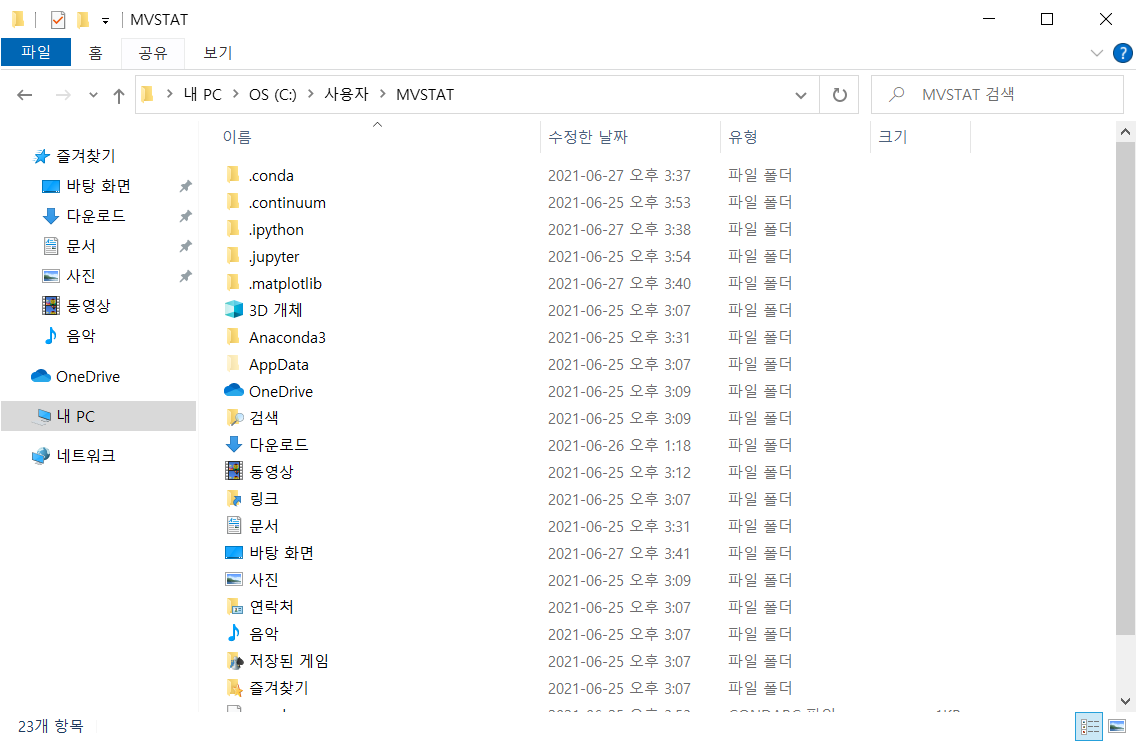 MVSTAT
파일 홈 공유 보기
내 PC OS (C:) 사용자 MVSTAT MVSTAT 검색
즐겨찾기
바탕 화면
다운로드
문서
사진
동영상
음악
OneDrive
내 PC
네트워크
이름 수정한 날짜 유형 크기
.conda 2021-06-27 오후 3:37 파일 폴더
.continuum 2021-06-25 오후 3:53 파일 폴더
.ipython 2021-06-27 오후 3:38 파일 폴더
.jupyter 2021-06-25 오후 3:54 파일 폴더
.matplotlib 2021-06-27 오후 3:40 파일 폴더
3D 개체 2021-06-25 오후 3:07 파일 폴더
Anaconda3 2021-06-25 오후 3:31 파일 폴더
AppData 2021-06-25 오후 3:07 파일 폴더
OneDrive 2021-06-25 오후 3:09 파일 폴더
검색 2021-06-25 오후 3:09 파일 폴더
다운로드 2021-06-26 오후 1:18 파일 폴더
동영상 2021-06-25 오후 3:12 파일 폴더
링크 2021-06-25 오후 3:07 파일 폴더
문서 2021-06-25 오후 3:31 파일 폴더
바탕 화면 2021-06-27 오후 3:41 파일 폴더
사진 2021-06-25 오후 3:09 파일 폴더
연락처 2021-06-25 오후 3:07 파일 폴더
음악 2021-06-25 오후 3:07 파일 폴더
저장된 게임 2021-06-25 오후 3:07 파일 폴더
즐겨찾기 2021-06-25 오후 3:07 파일 폴더
23개 항목